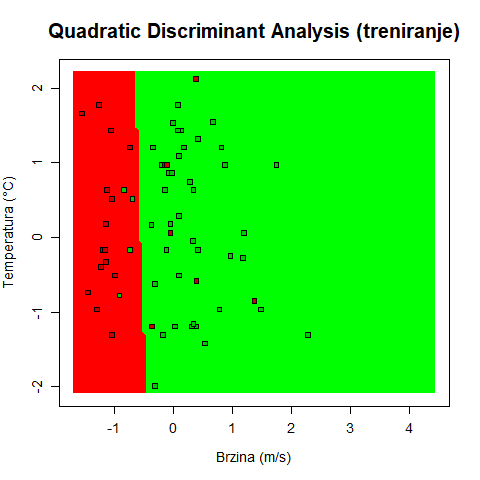 Quadratic Discriminant Analysis (treniranje)
Temperatura (°C)
2
1
0
-1
-2
-1 0 1 2 3 4
Brzina (m/s)